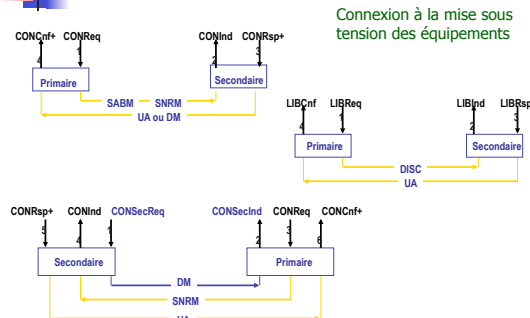 Connexion à la mise sous
tension des équipements
CONCnf+ CONReq
4 1
Primaire
CONInd CONRsp+
2 3
Secondaire
SABM SNRM
UA ou DM
LIBCnf LIBReq
4 1
Primaire
LIBInd LIBRsp
2 3
Secondaire
DISC
UA
CONRsp+ CONInd CONSecReq
5 4 1
Secondaire
CONSecInd CONReq CONCnf+
2 3 6
Primaire
DM
SNRM
UA